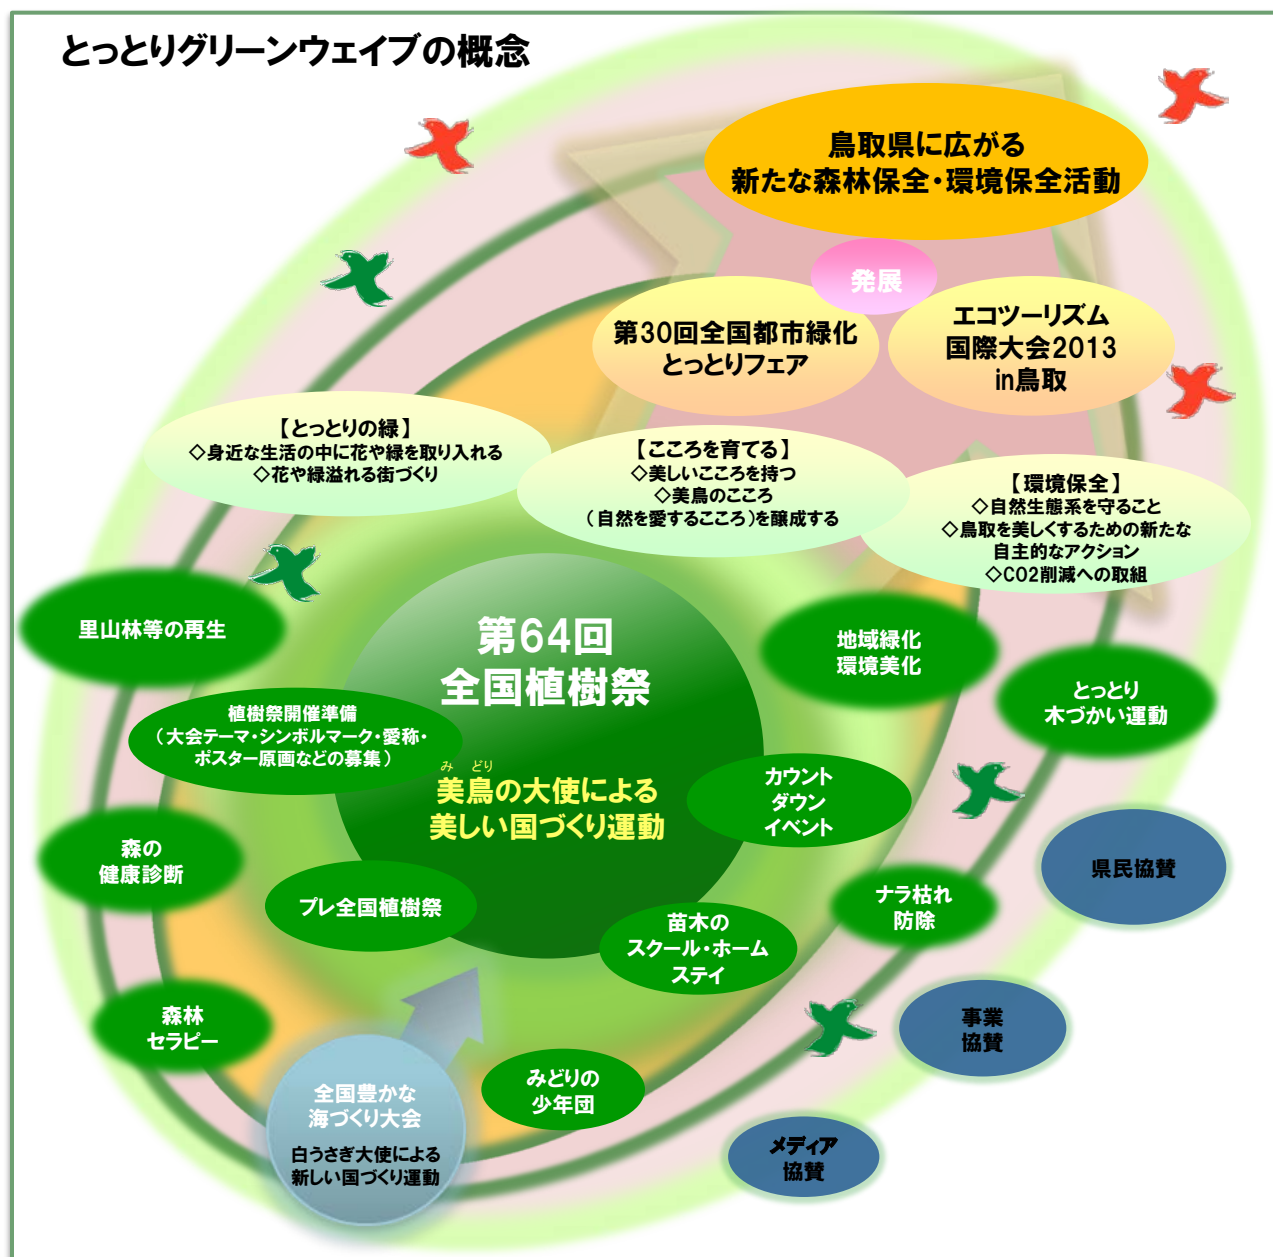 とっとりグリーンウェイブの概念
鳥取県に広がる
新たな森林保全・環境保全活動
発展
第30回全国都市緑化
とっとりフェア
エコツーリズム
国際大会2013
in鳥取
【とっとりの緑】
◇身近な生活の中に花や緑を取り入れる
◇花や緑溢れる街づくり
【こころを育てる】
◇美しいこころを持つ
◇美鳥のこころ
（自然を愛するこころ）を醸成する
【環境保全】
◇自然生態系を守ること
◇鳥取を美しくするための新たな
自主的なアクション
◇CO2削減への取組
里山林等の再生
第64回
全国植樹祭
地域緑化
環境美化
とっとり
木づかい運動
植樹祭開催準備
（大会テーマ・シンボルマーク・愛称・
ポスター原画などの募集）
み どり
美鳥の大使による
美しい国づくり運動
カウント
ダウン
イベント
森の
健康診断
県民協賛
プレ全国植樹祭
ナラ枯れ
防除
苗木の
スクール・ホーム
ステイ
森林
セラピー
事業
協賛
全国豊かな
海づくり大会
白うさぎ大使による
新しい国づくり運動
みどりの
少年団
メディア
協賛